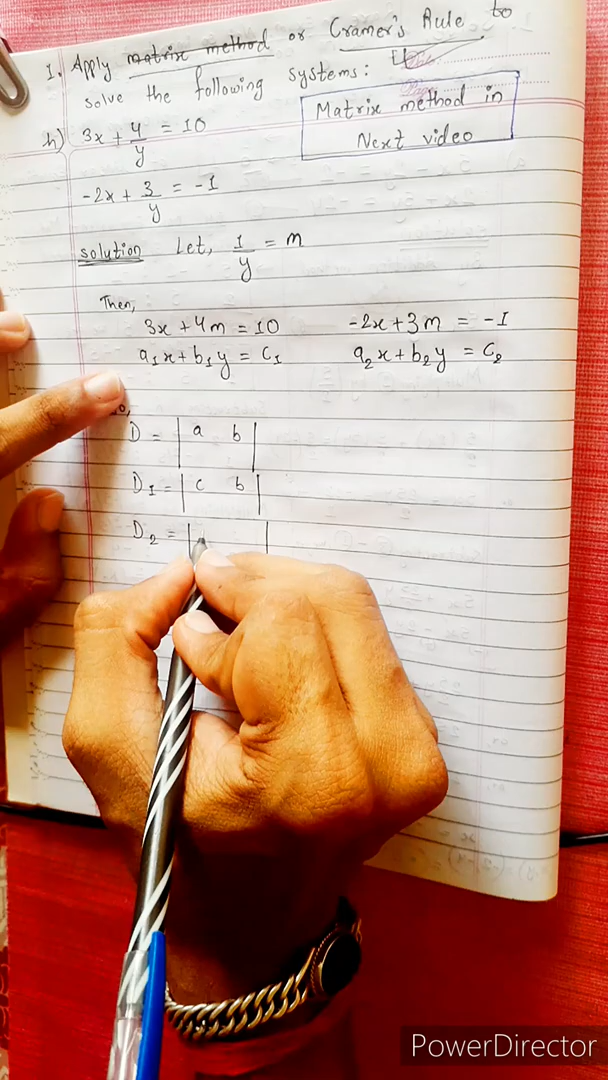 1. Apply matrix method or Cramer's Rule to
solve the following systems:
Matrix method in
Next video
h) 3x + 4/y = 10
-2x + 3/y = -1
solution Let, 1/y = m
Then,
3x + 4m = 10 -2x + 3m = -1
a₁x + b₁y = c₁ a₂x + b₂y = c₂
D = | a b |
D₁ = | c b |
D₂ = | |
PowerDirector